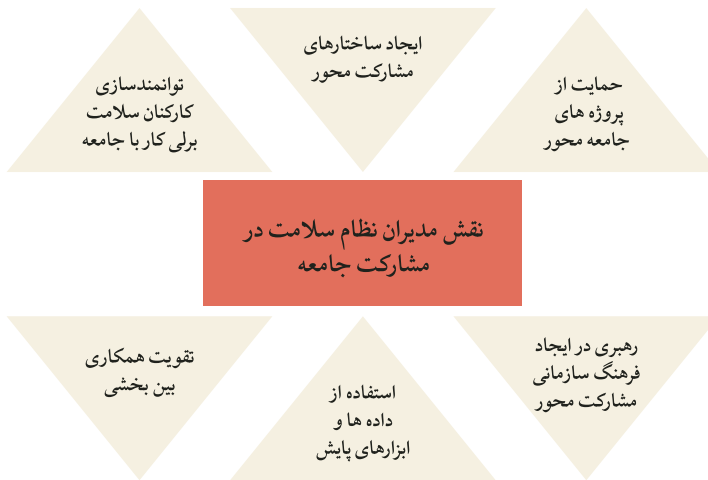 حمایت از
پروژه های
جامعه محور
ایجاد ساختارهای
مشارکت محور
توانمندسازی
کارکنان سلامت
برلی کار با جامعه
نقش مدیران نظام سلامت در
مشارکت جامعه
رهبری در ایجاد
فرهنگ سازمانی
مشارکت محور
استفاده از
داده ها و
ابزارهای پایش
تقویت همکاری
بین بخشی